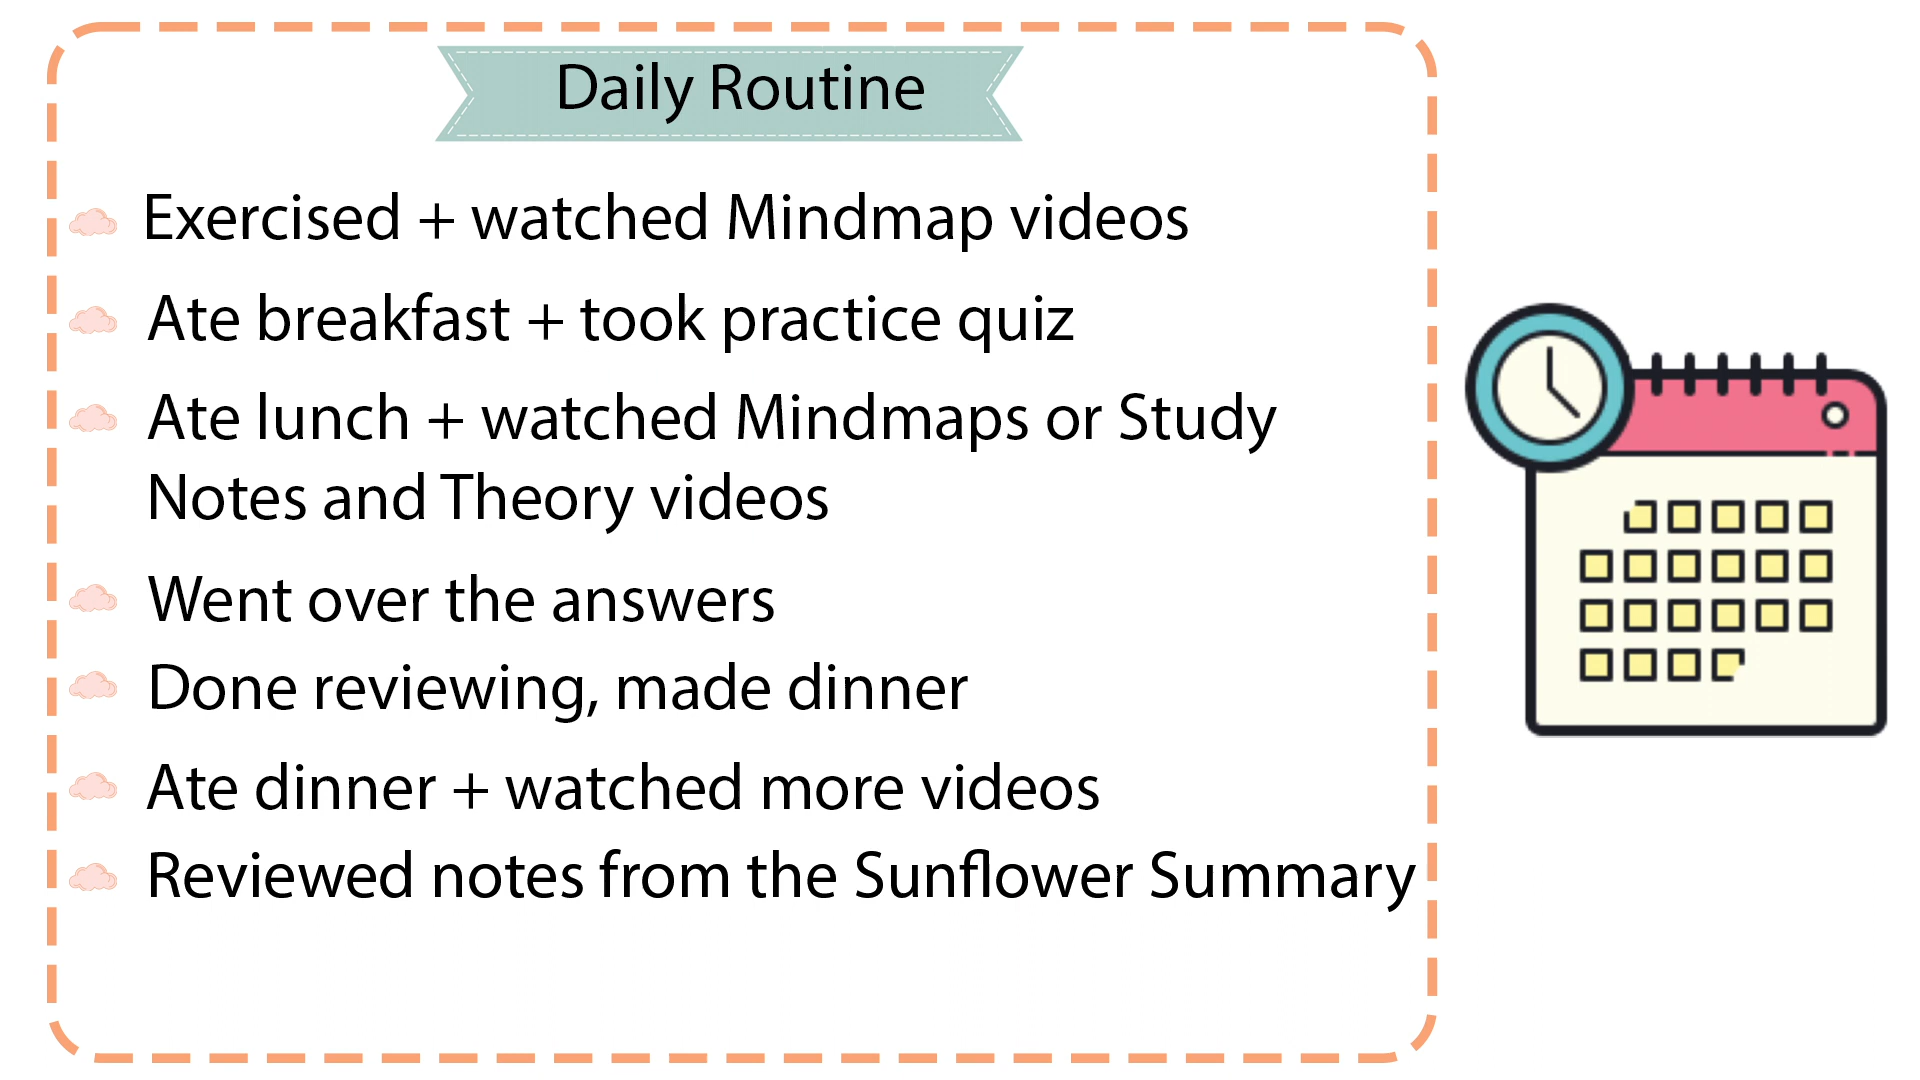 Daily Routine
Exercised + watched Mindmap videos
Ate breakfast + took practice quiz
Ate lunch + watched Mindmaps or Study
Notes and Theory videos
Went over the answers
Done reviewing, made dinner
Ate dinner + watched more videos
Reviewed notes from the Sunflower Summary